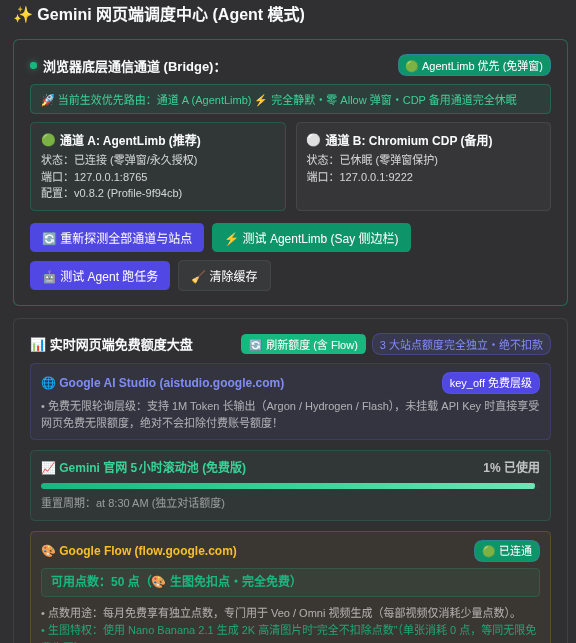 ✨ Gemini 网页端调度中心 (Agent 模式)
浏览器底层通信通道 (Bridge)：
🟢 AgentLimb 优先 (免弹窗)
🚀 当前生效优先路由：通道 A (AgentLimb) ⚡ 完全静默・零 Allow 弹窗・CDP 备用通道完全休眠
🟢 通道 A: AgentLimb (推荐)
状态：已连接 (零弹窗/永久授权)
端口：127.0.0.1:8765
配置：v0.8.2 (Profile-9f94cb)
⚪ 通道 B: Chromium CDP (备用)
状态：已休眠 (零弹窗保护)
端口：127.0.0.1:9222
🔄 重新探测全部通道与站点
⚡ 测试 AgentLimb (Say 侧边栏)
🤖 测试 Agent 跑任务
🧹 清除缓存
📊 实时网页端免费额度大盘
🔄 刷新额度 (含 Flow)
3 大站点额度完全独立・绝不扣款
🌐 Google AI Studio (aistudio.google.com)
key_off 免费层级
• 免费无限轮询层级：支持 1M Token 长输出（Argon / Hydrogen / Flash），未挂载 API Key 时直接享受
网页免费无限额度，绝对不会扣除付费账号额度！
📈 Gemini 官网 5 小时滚动池 (免费版)
1% 已使用
重置周期：at 8:30 AM (独立对话额度)
🎨 Google Flow (flow.google.com)
🟢 已连通
可用点数：50 点（🎨 生图免扣点・完全免费）
• 点数用途：每月免费享有独立点数，专门用于 Veo / Omni 视频生成（每部视频仅消耗少量点数）。
• 生图特权：使用 Nano Banana 2.1 生成 2K 高清图片时“完全不扣除点数”（单张消耗 0 点，等同无限免